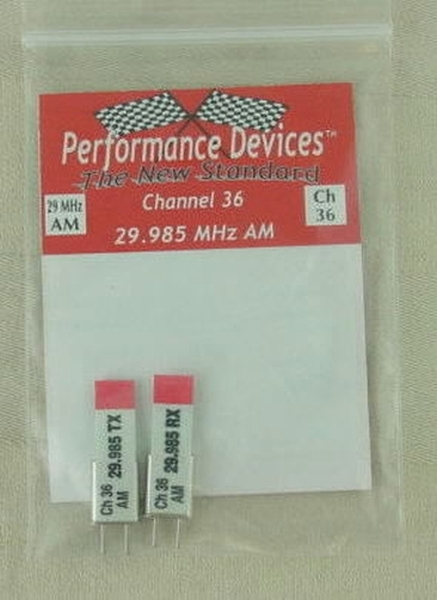 Performance Devices™
The New Standard
29 MHz
AM
Channel 36
Ch
36
29.985 MHz AM
Ch 36 29.985 TX
AM
Ch 36 29.985 RX
AM